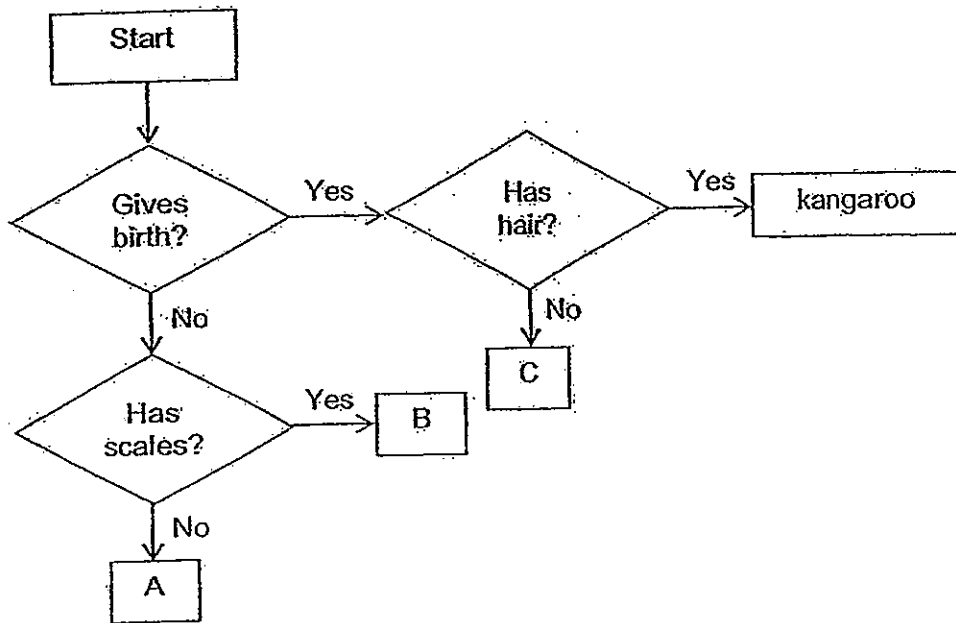 Start
Gives
birth?
Yes
Has
hair?
Yes
kangaroo
No
C
No
Has
scales?
Yes
B
No
A